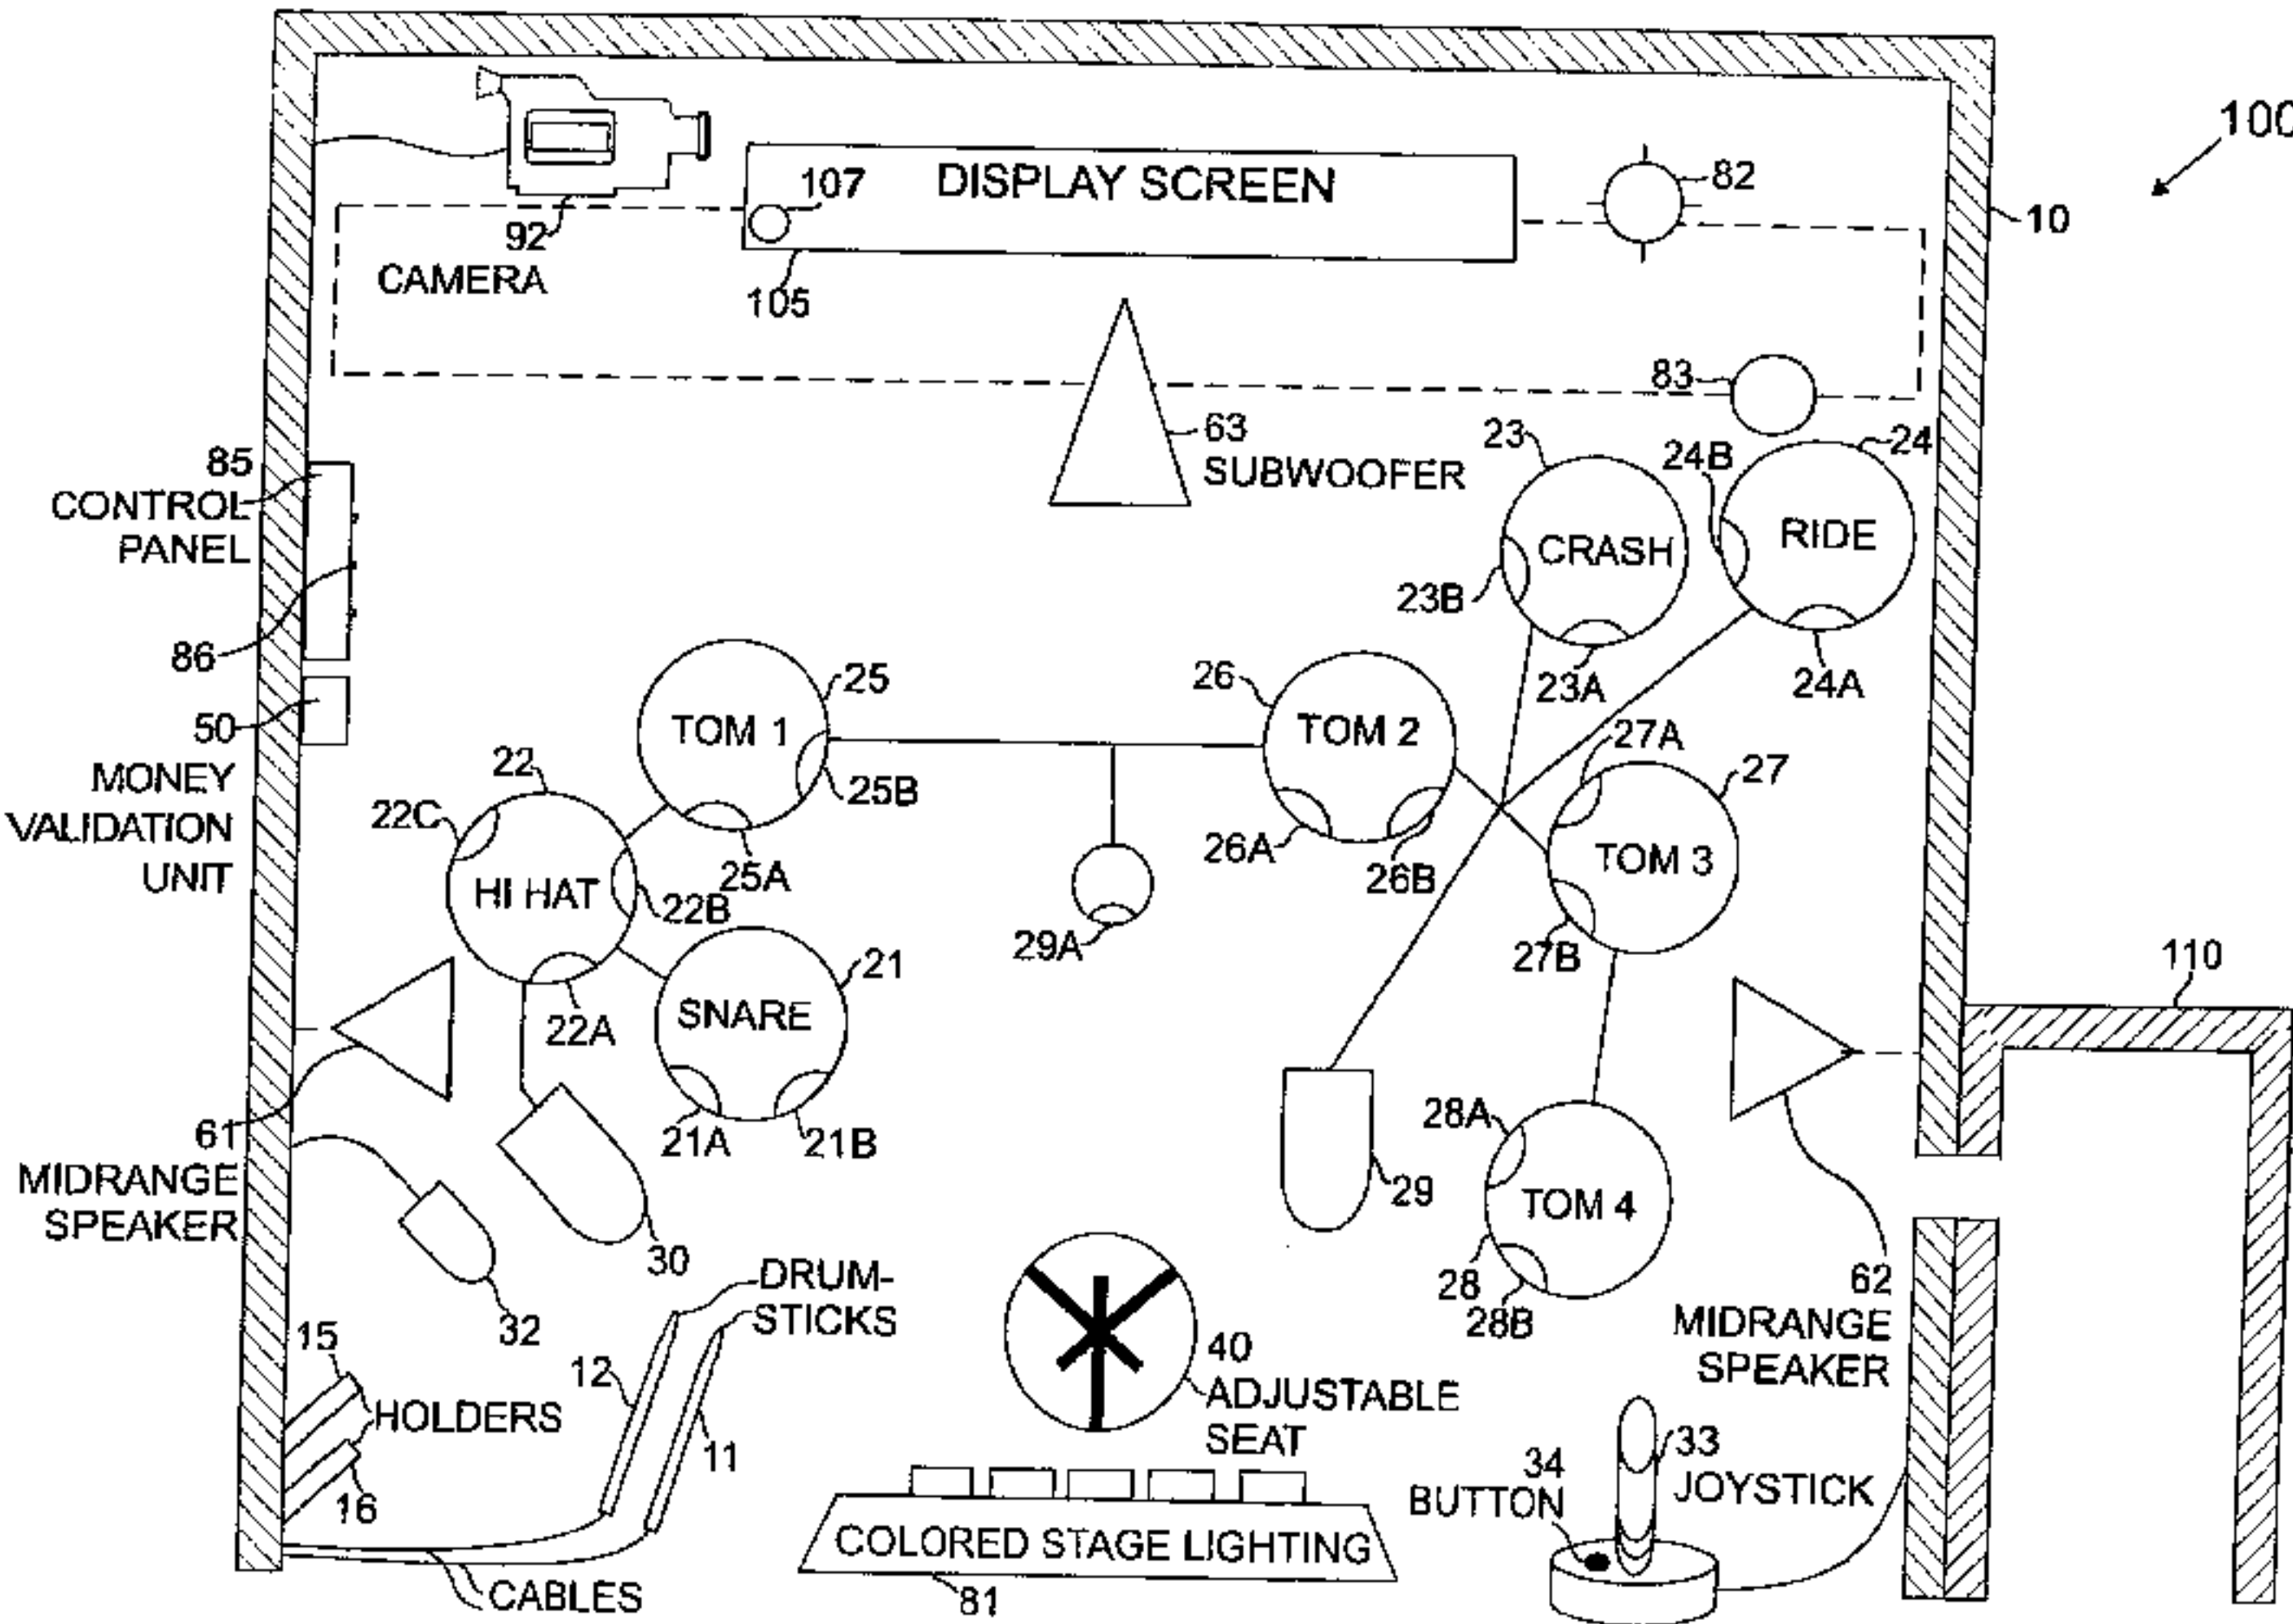 100
10
DISPLAY SCREEN
107
82
92
CAMERA
105
83
63
SUBWOOFER
23
24B
24
85
CONTROL
PANEL
CRASH
RIDE
23B
86
23A
24A
25
26
TOM 1
TOM 2
27A
50
27
MONEY
VALIDATION
UNIT
22
22C
25B
26A
26B
TOM 3
25A
HI HAT
22B
29A
27B
110
21
SNARE
22A
61
MIDRANGE
SPEAKER
21A
21B
28A
29
TOM 4
30
32
28
28B
62
MIDRANGE
SPEAKER
DRUM-
STICKS
15
12
HOLDERS
11
16
40
ADJUSTABLE
SEAT
34
BUTTON
33
JOYSTICK
COLORED STAGE LIGHTING
CABLES
81